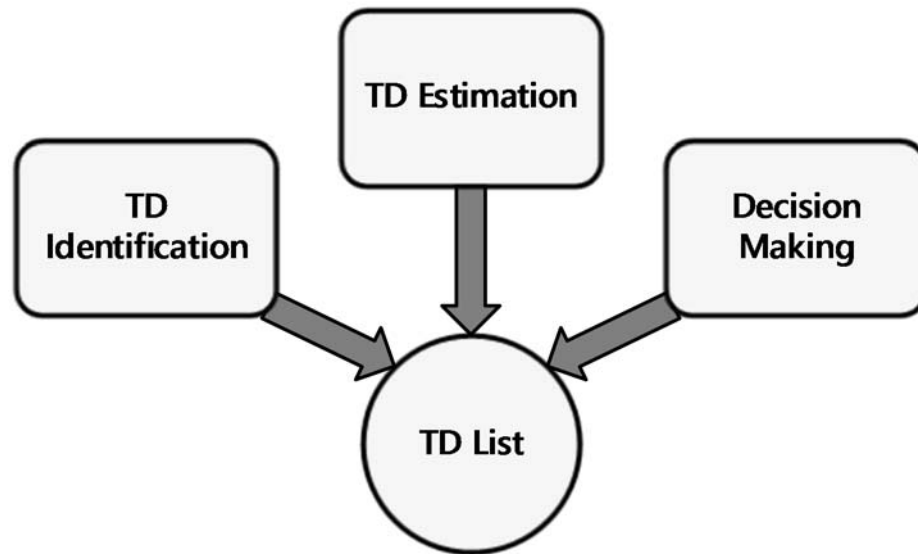 TD Estimation
TD
Identification
Decision
Making
TD List